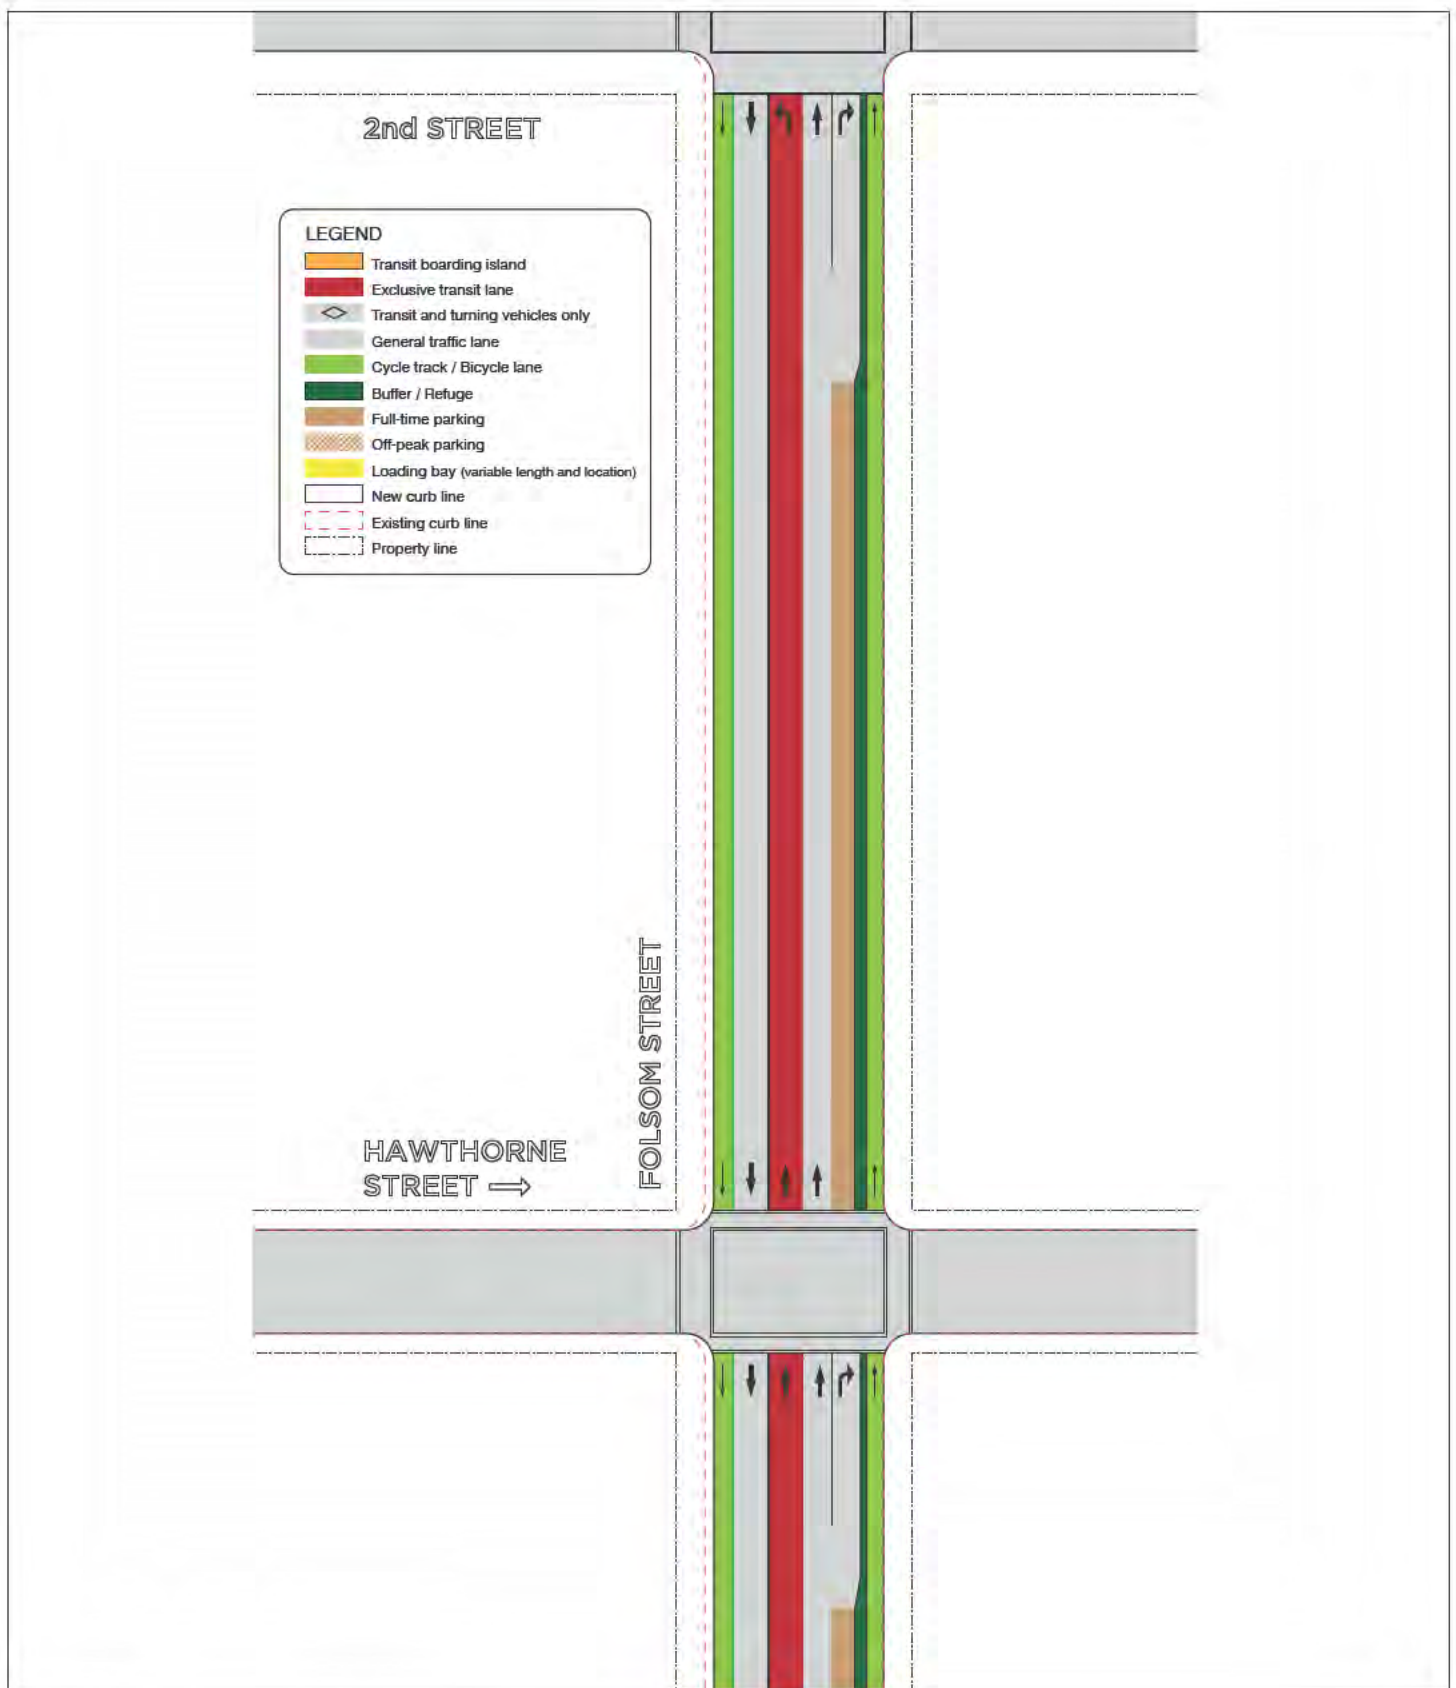 2nd STREET
LEGEND
Transit boarding island
Exclusive transit lane
Transit and turning vehicles only
General traffic lane
Cycle track / Bicycle lane
Buffer / Refuge
Full-time parking
Off-peak parking
Loading bay (variable length and location)
New curb line
Existing curb line
Property line
FOLSOM STREET
HAWTHORNE
STREET